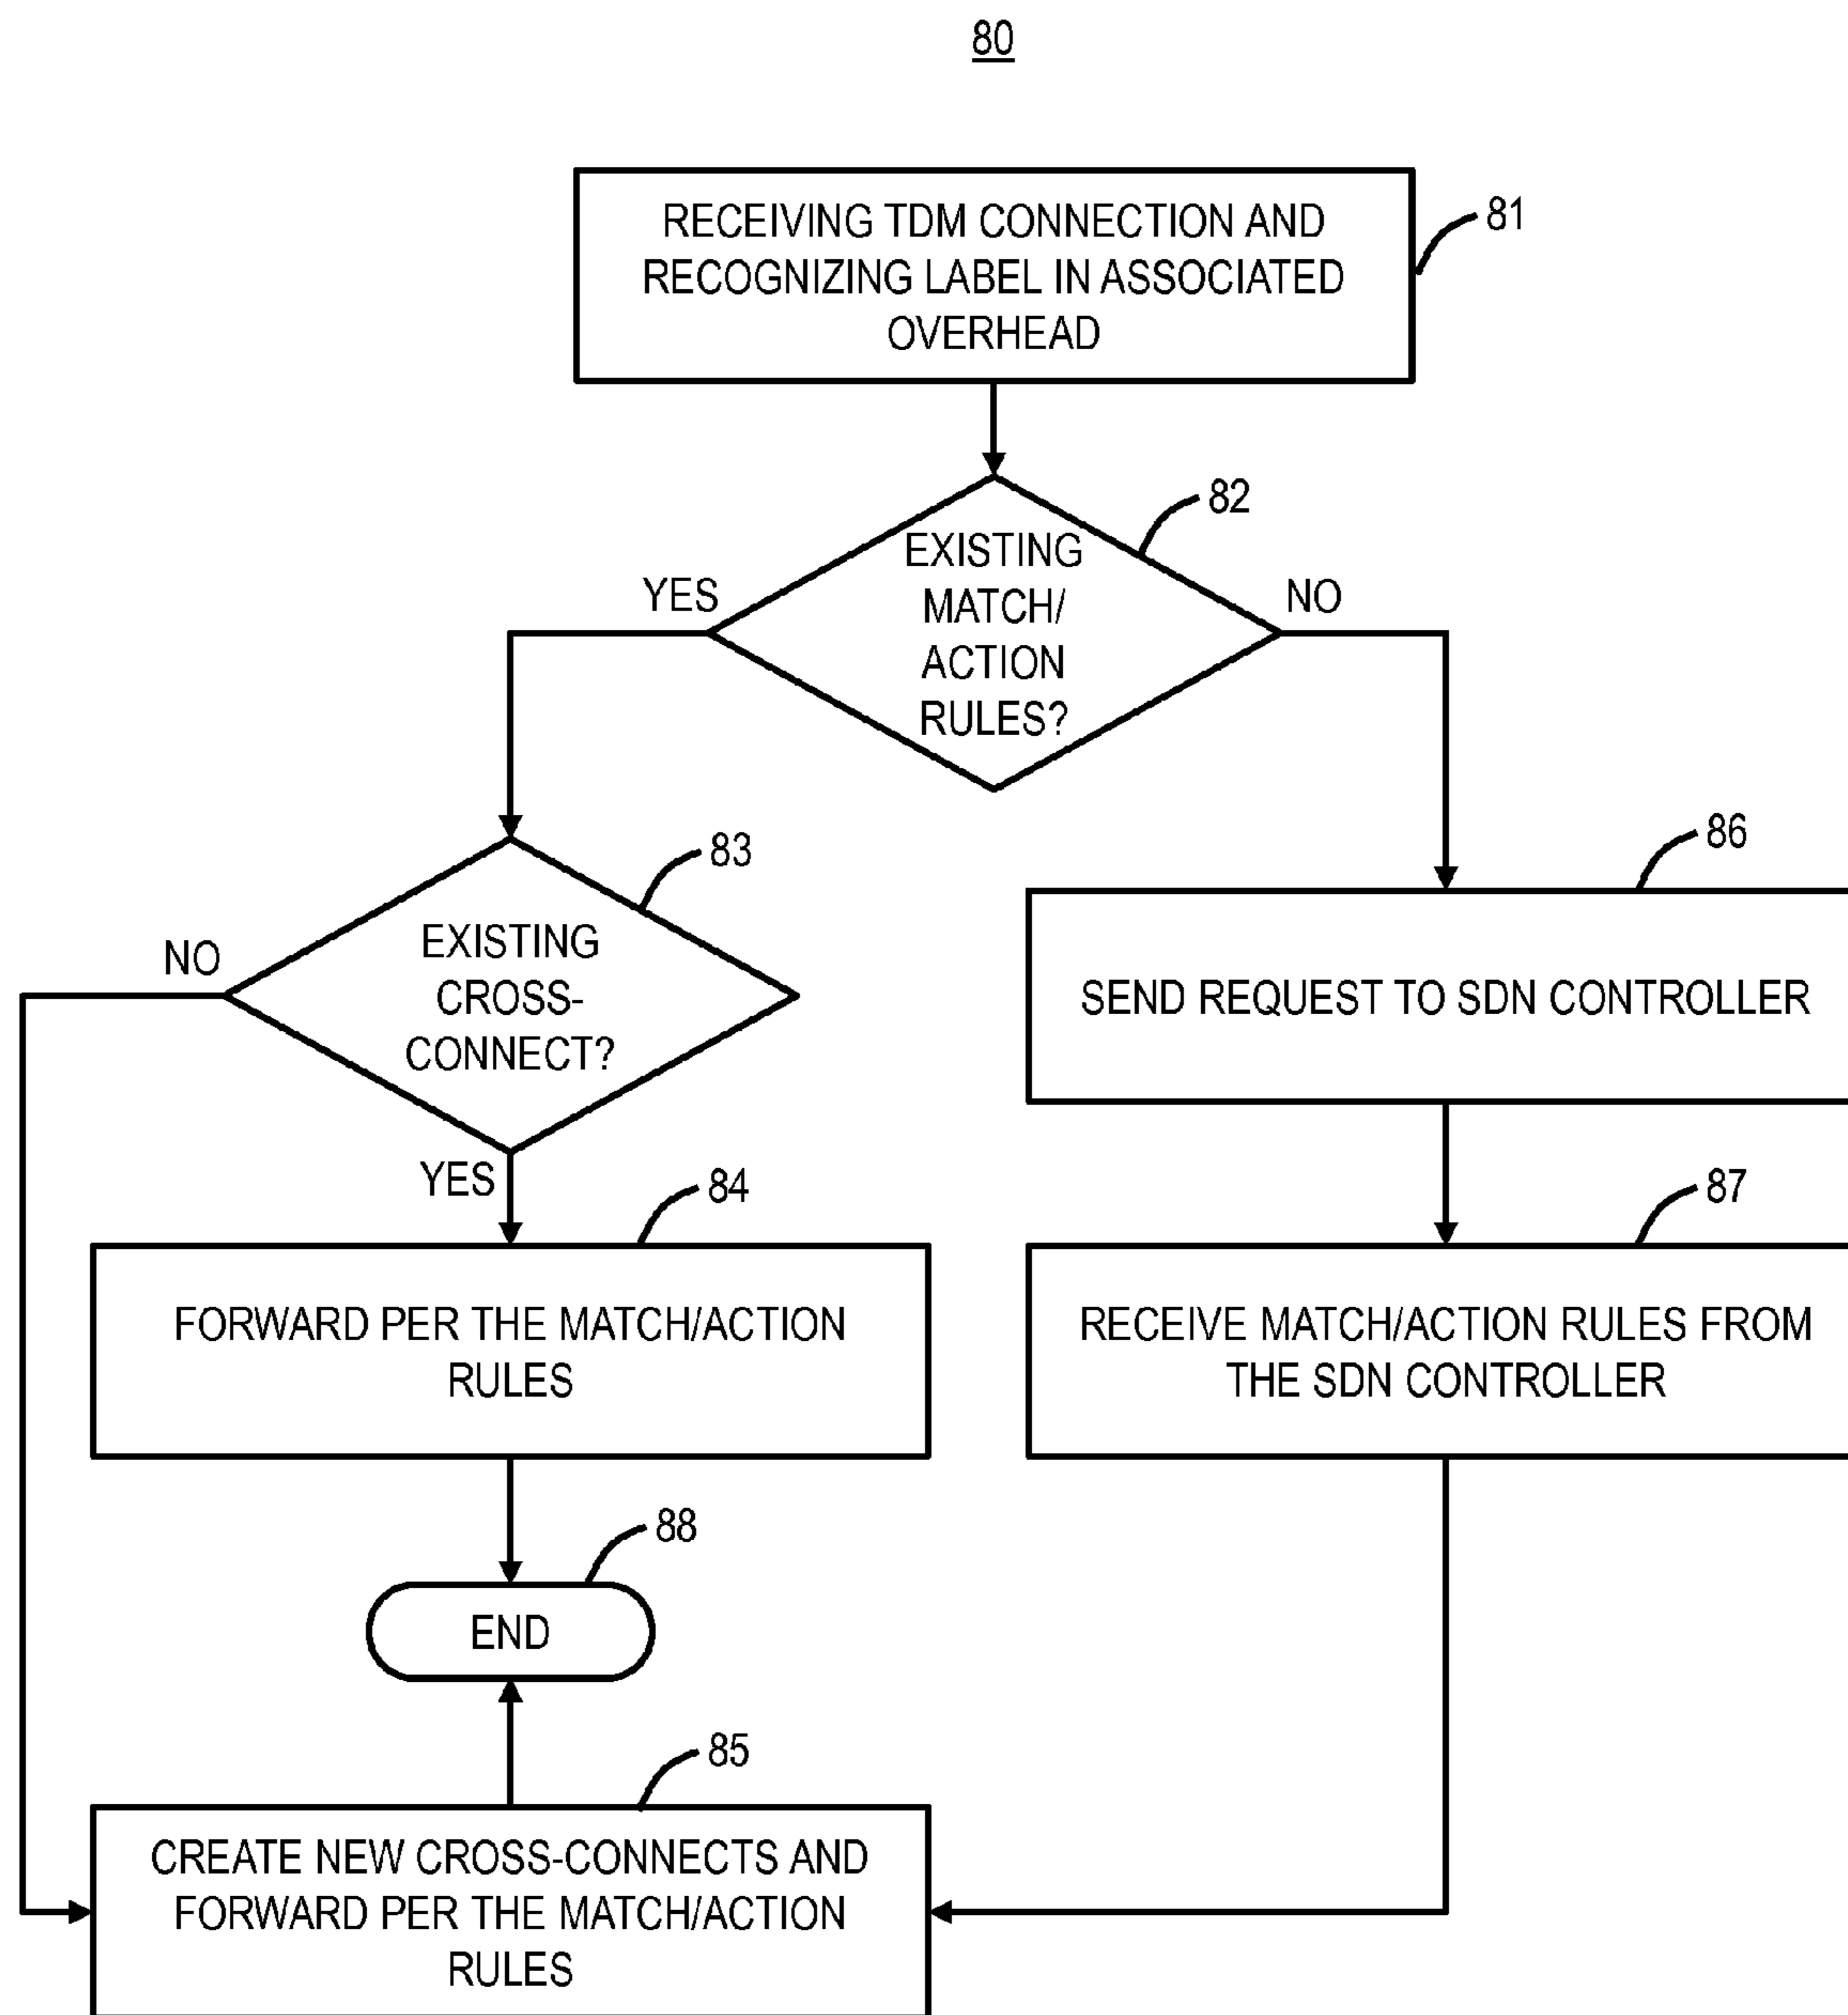 80
RECEIVING TDM CONNECTION AND
RECOGNIZING LABEL IN ASSOCIATED
OVERHEAD
81
EXISTING
MATCH/
ACTION
RULES?
82
YES
NO
EXISTING
CROSS-
CONNECT?
83
NO
YES
86
SEND REQUEST TO SDN CONTROLLER
84
FORWARD PER THE MATCH/ACTION
RULES
87
RECEIVE MATCH/ACTION RULES FROM
THE SDN CONTROLLER
88
END
85
CREATE NEW CROSS-CONNECTS AND
FORWARD PER THE MATCH/ACTION
RULES